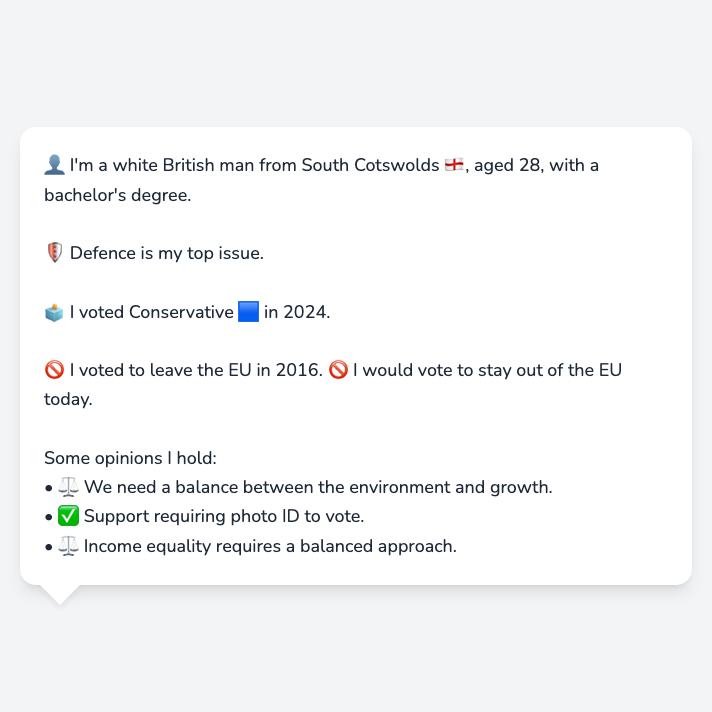 👤 I'm a white British man from South Cotswolds 🏴󠁧󠁢󠁥󠁮󠁧󠁿, aged 28, with a
bachelor's degree.
🛡️ Defence is my top issue.
🗳️ I voted Conservative 🟦 in 2024.
🚫 I voted to leave the EU in 2016. 🚫 I would vote to stay out of the EU
today.
Some opinions I hold:
• ⚖️ We need a balance between the environment and growth.
• ✅ Support requiring photo ID to vote.
• ⚖️ Income equality requires a balanced approach.